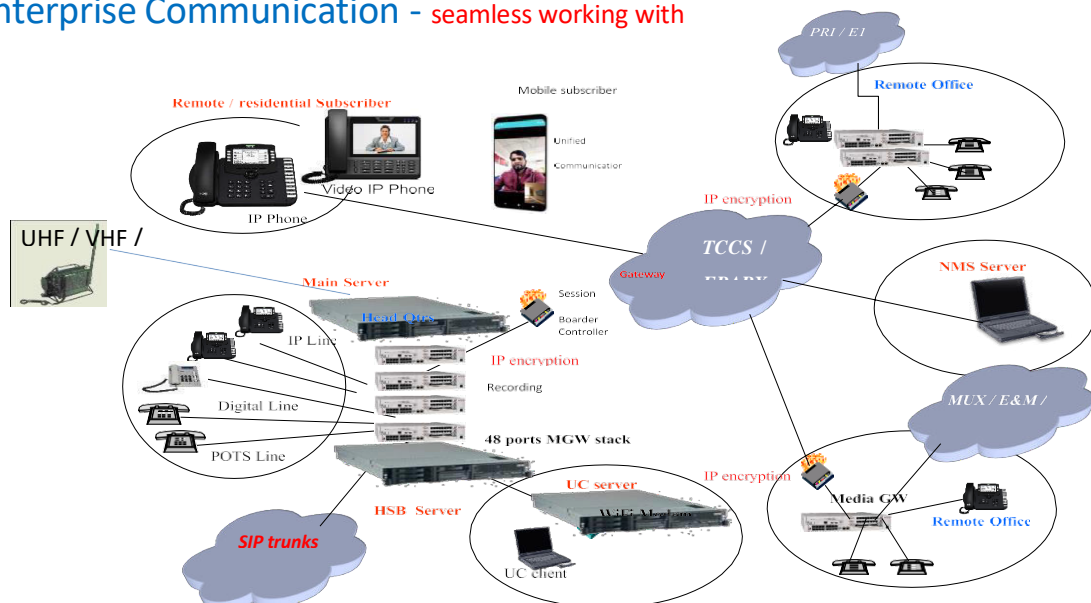 nterprise Communication - seamless working with
PRI / E1
Remote Office
Mobile subscriber
Remote / residential Subscriber
Unified
Communication
Video IP Phone
IP Phone
IP encryption
UHF / VHF /
TCCS /
Gateway
NMS Server
Main Server
Head Qtrs
Session
Boarder
Controller
IP Line
IP encryption
Recording
Digital Line
MUX / E&M /
48 ports MGW stack
POTS Line
IP encryption
UC server
Media GW
HSB Server
Remote Office
SIP trunks
UC client